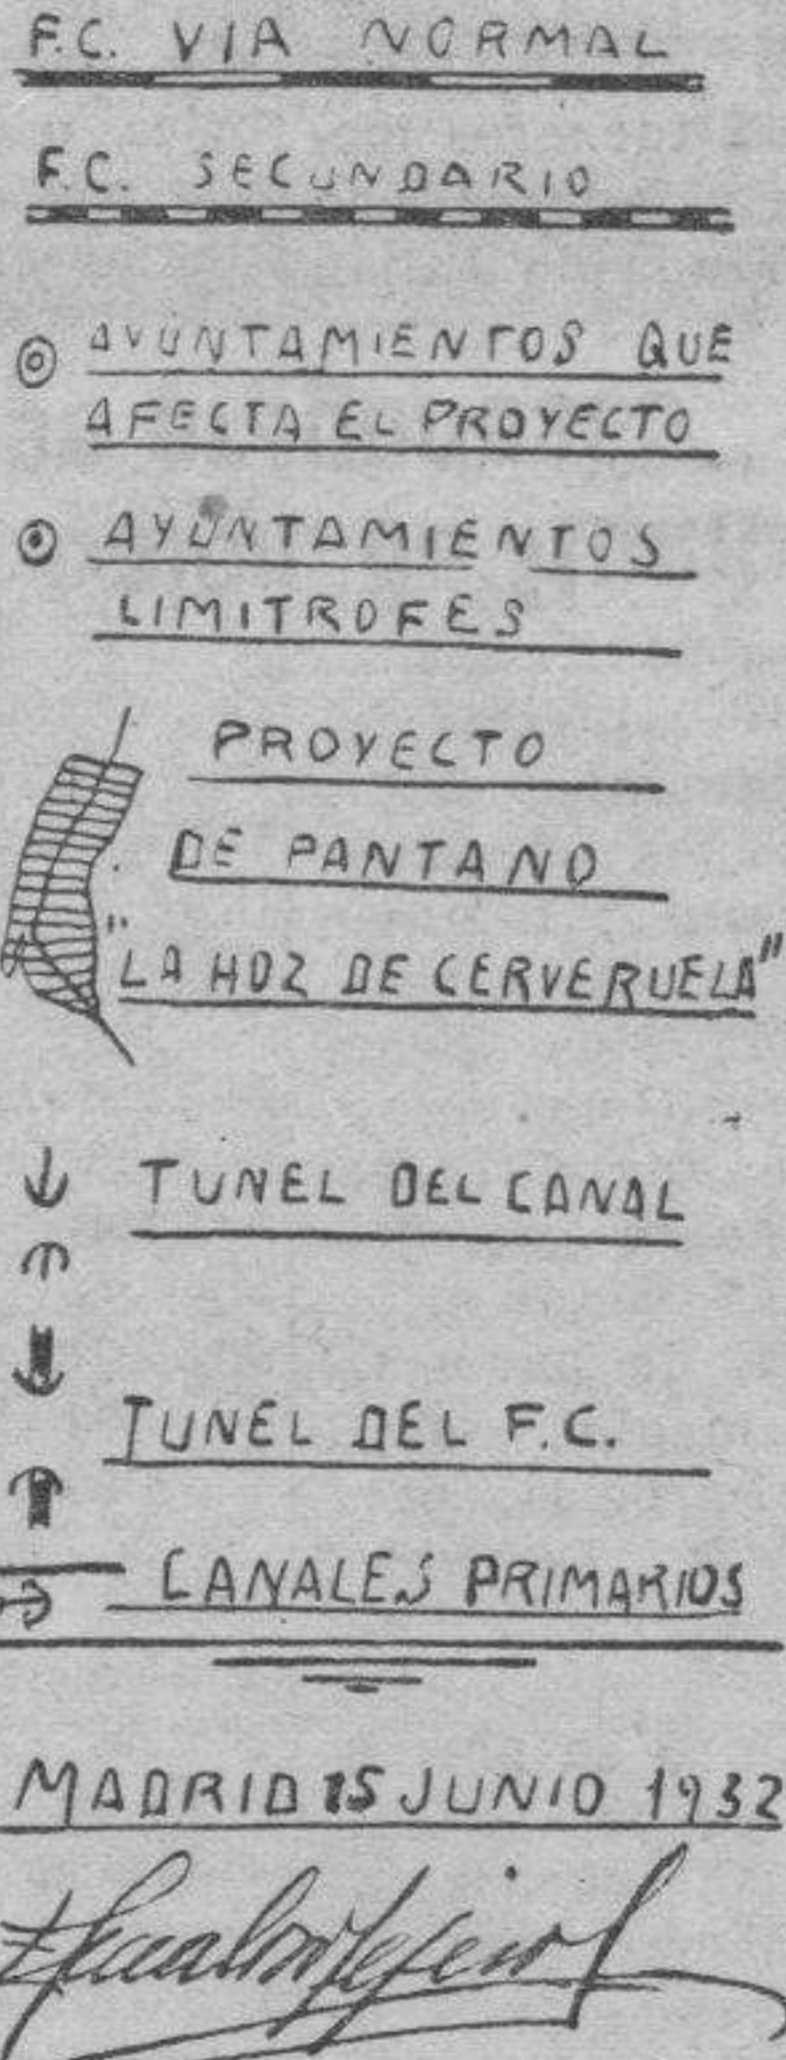 F.C. VIA NORMAL
F.C. SECUNDARIO
AYUNTAMIENTOS QUE
AFECTA EL PROYECTO
AYUNTAMIENTOS
LIMITROFES
PROYECTO
DE PANTANO
"LA HOZ DE CERVERUELA"
TUNEL DEL CANAL
TUNEL DEL F.C.
CANALES PRIMARIOS
MADRID 15 JUNIO 1932